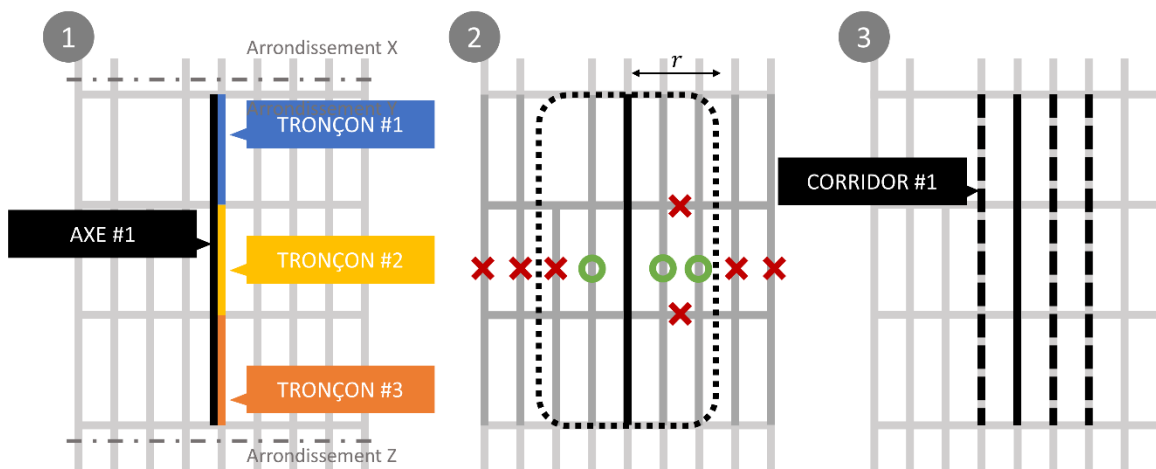 1
Arrondissement X
Arrondissement Y
TRONÇON #1
AXE #1
TRONÇON #2
TRONÇON #3
Arrondissement Z
2
r
3
CORRIDOR #1